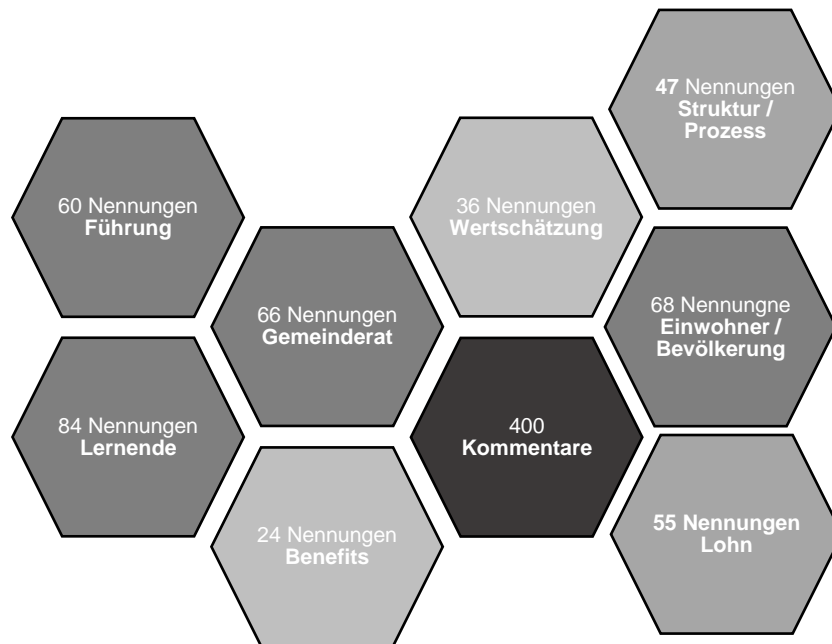 47 Nennungen
Struktur /
Prozess
60 Nennungen
Führung
36 Nennungen
Wertschätzung
66 Nennungen
Gemeinderat
68 Nennungne
Einwohner /
Bevölkerung
84 Nennungen
Lernende
400
Kommentare
24 Nennungen
Benefits
55 Nennungen
Lohn